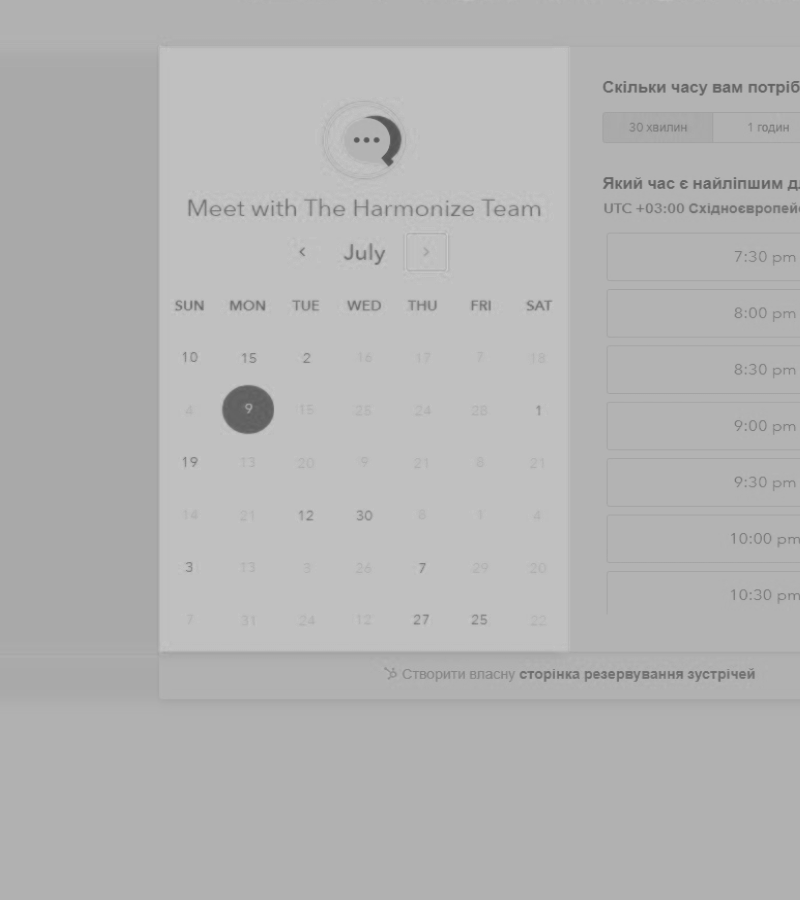 Meet with The Harmonize Team
‹ July ›
SUN MON TUE WED THU FRI SAT
10 15 2 16 17 7 18
4 9 15 25 24 28 1
19 13 20 9 21 8 21
14 21 12 30 8 1 4
3 13 3 26 7 29 20
7 31 24 12 27 25 22
Скільки часу вам потріб
30 хвилин 1 годин
Який час є найліпшим д
UTC +03:00 Східноєвропей
7:30 pm
8:00 pm
8:30 pm
9:00 pm
9:30 pm
10:00 pm
10:30 pm
Створити власну сторінка резервування зустрічей